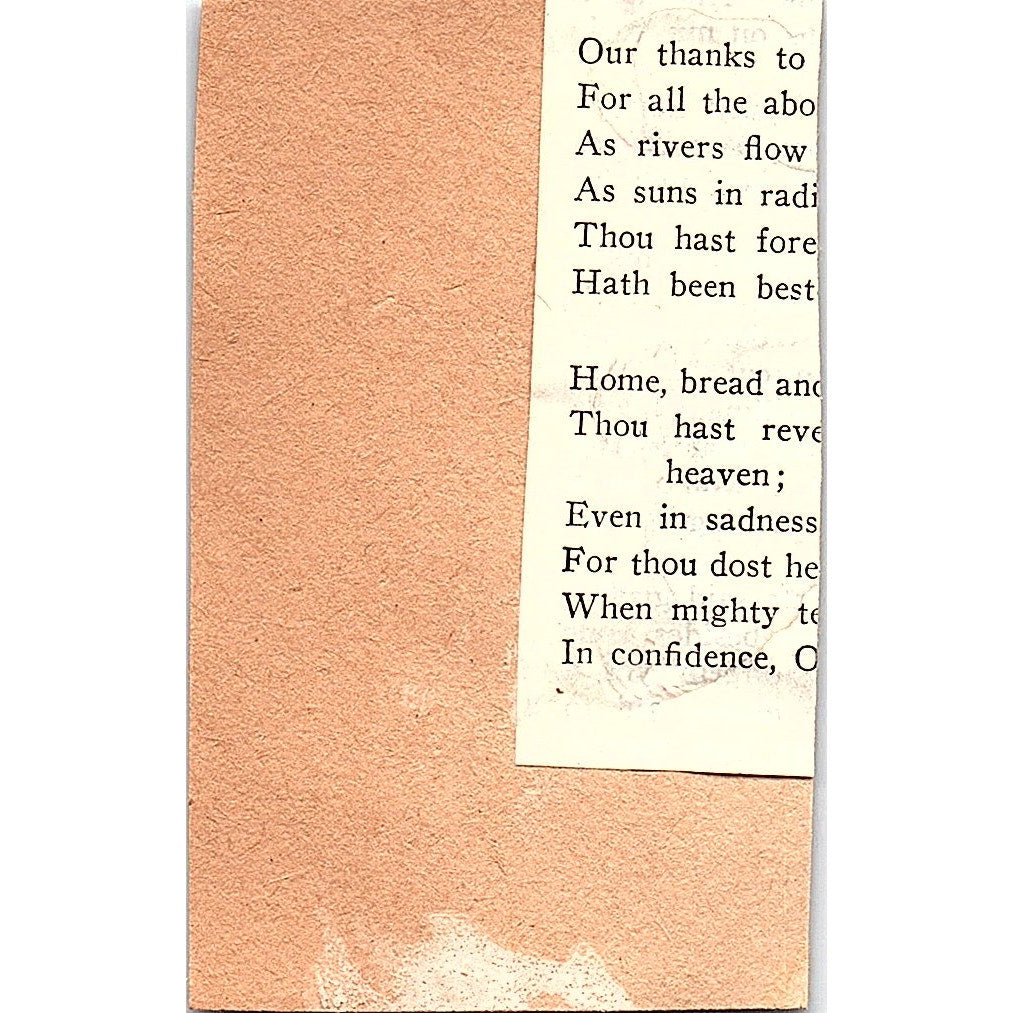 Our thanks to
For all the abo
As rivers flow
As suns in radi
Thou hast fore
Hath been best
Home, bread and
Thou hast reve
heaven;
Even in sadness
For thou dost he
When mighty te
In confidence, O